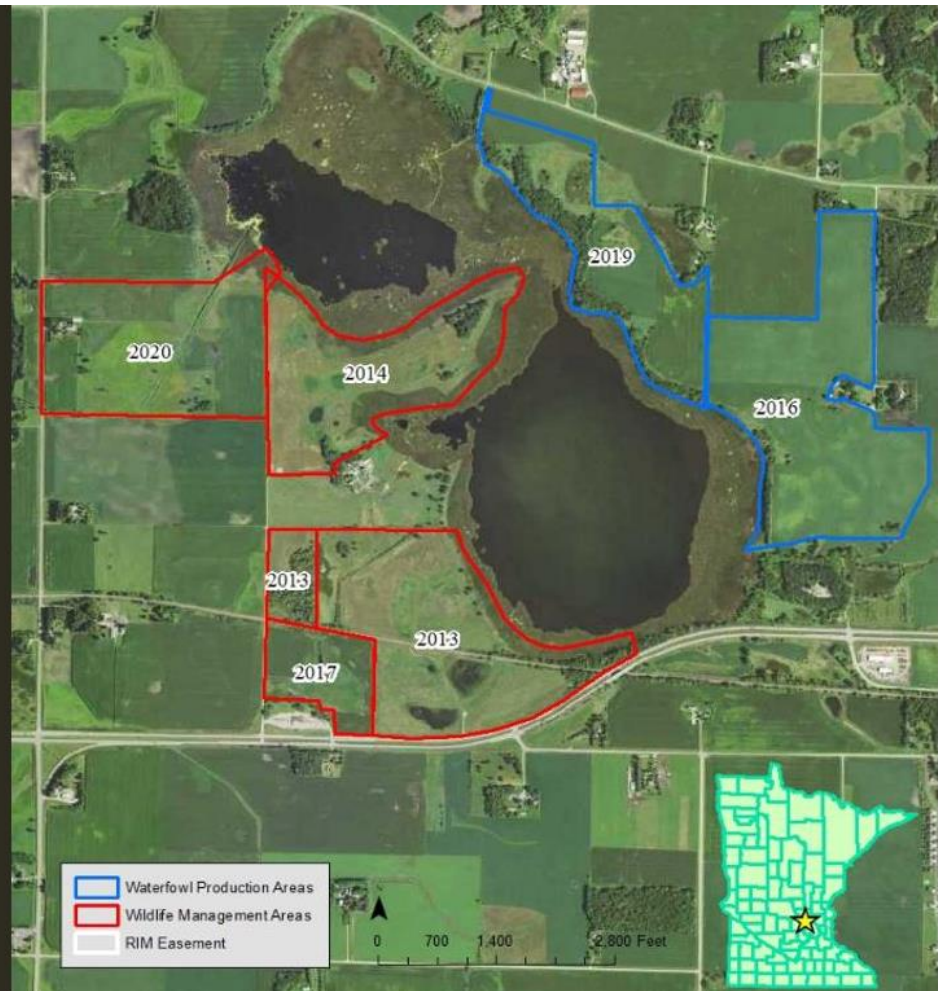 2019
2020
2014
2016
2013
2013
2017
Waterfowl Production Areas
Wildlife Management Areas
RIM Easement
0 700 1,400 2,800 Feet